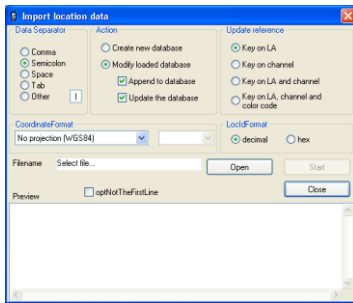 Import location data
Data Separator
Comma
Semicolon
Space
Tab
Other
Action
Create new database
Modify loaded database
Append to database
Update the database
Update reference
Key on LA
Key on channel
Key on LA and channel
Key on LA, channel and
color code
CoordinateFormat
No projection (WGS84)
LocIdFormat
decimal
hex
Filename
Select file...
Open
Start
Preview
optNotTheFirstLine
Close